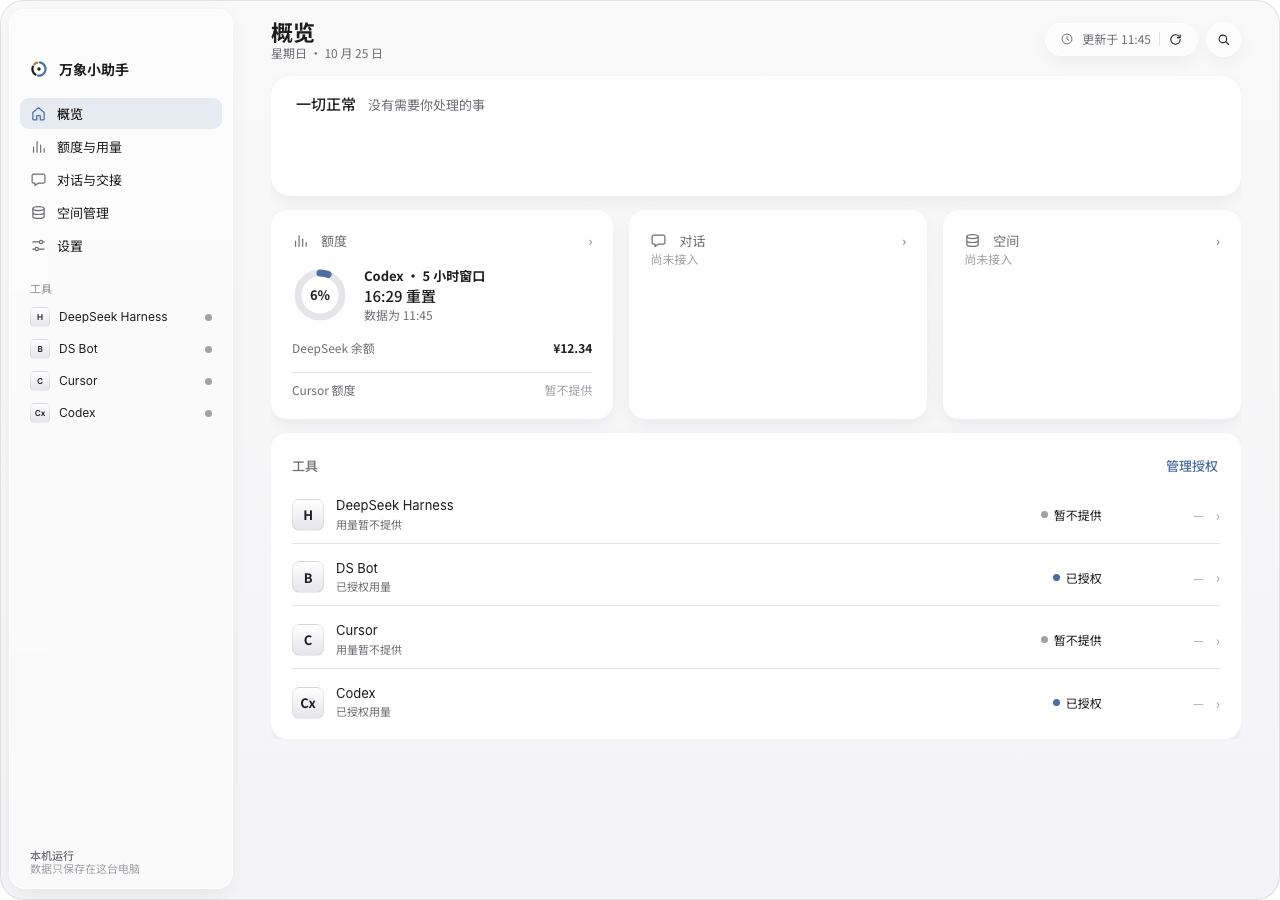 万象小助手
概览
额度与用量
对话与交接
空间管理
设置
工具
H DeepSeek Harness
B DS Bot
C Cursor
Cx Codex
本机运行
数据只保存在这台电脑
概览
星期日 · 10 月 25 日
更新于 11:45
一切正常 没有需要你处理的事
额度 ›
6%
Codex · 5 小时窗口
16:29 重置
数据为 11:45
DeepSeek 余额 ¥12.34
Cursor 额度 暂不提供
对话 ›
尚未接入
空间 ›
尚未接入
工具 管理授权
H DeepSeek Harness 暂不提供 — ›
用量暂不提供
B DS Bot 已授权 — ›
已授权用量
C Cursor 暂不提供 — ›
用量暂不提供
Cx Codex 已授权 — ›
已授权用量